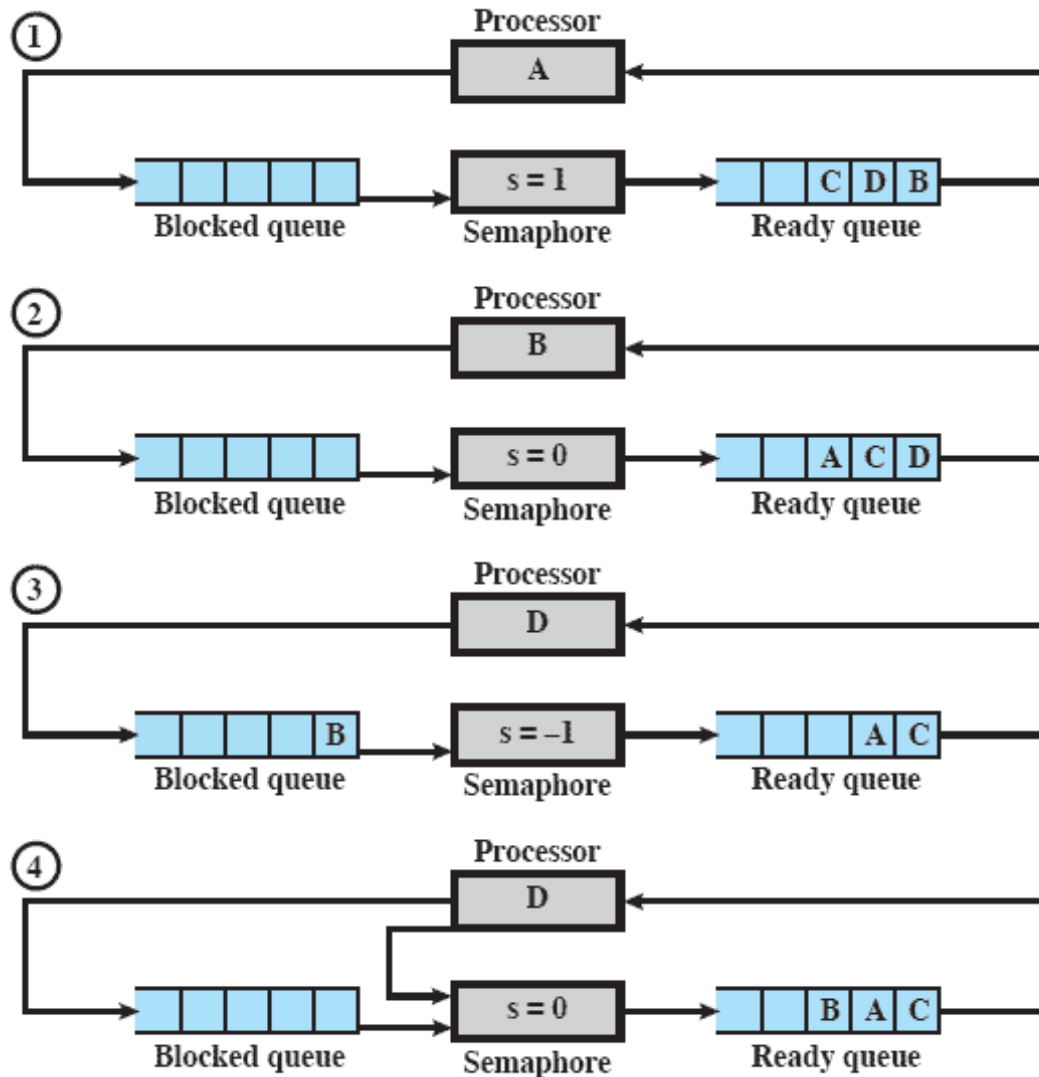 1
Processor
A
s = 1
C D B
Blocked queue
Semaphore
Ready queue
2
Processor
B
s = 0
A C D
Blocked queue
Semaphore
Ready queue
3
Processor
D
B
s = –1
A C
Blocked queue
Semaphore
Ready queue
4
Processor
D
s = 0
B A C
Blocked queue
Semaphore
Ready queue